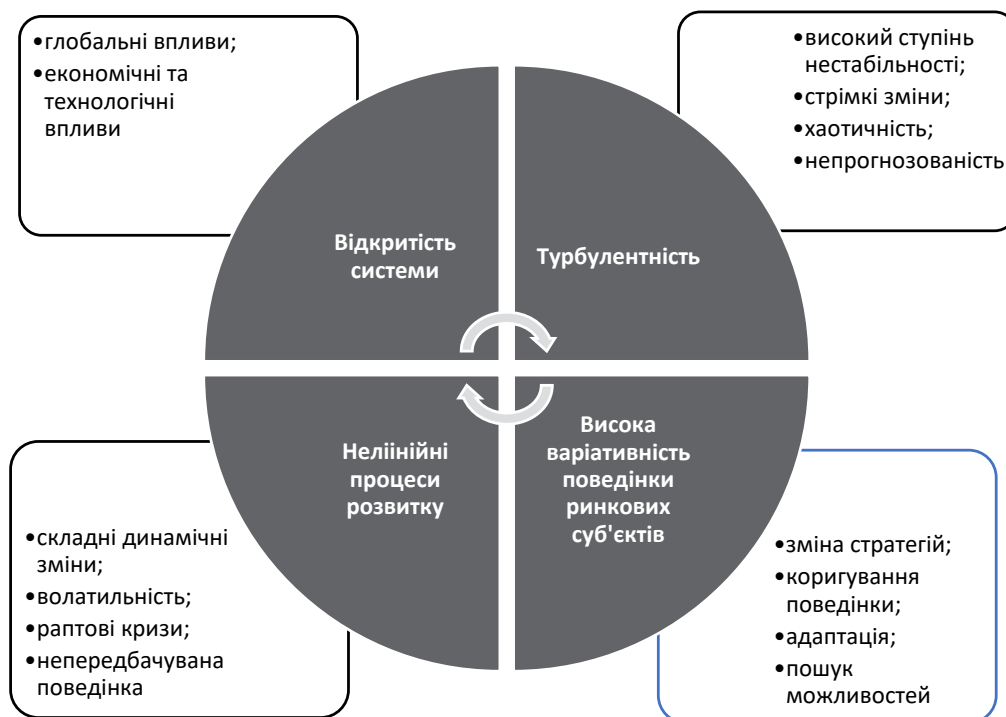 •глобальні впливи;
•економічні та
технологічні
впливи
•високий ступінь
нестабільності;
•стрімкі зміни;
•хаотичність;
•непрогнозованість
Відкритість
системи
Турбулентність
Неліінійні
процеси
розвитку
Висока
варіативність
поведінки
ринкових
суб'єктів
•складні динамічні
зміни;
•волатильність;
•раптові кризи;
•непередбачувана
поведінка
•зміна стратегій;
•коригування
поведінки;
•адаптація;
•пошук
можливостей